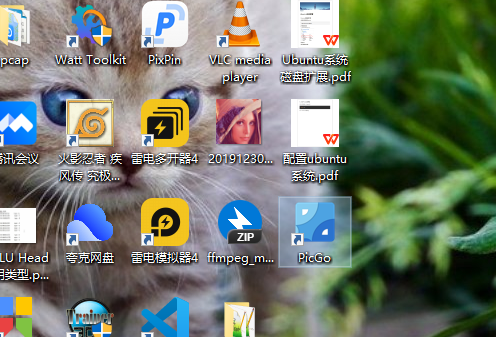 pcap
Watt Toolkit
PixPin
VLC media
player
Ubuntu系统
磁盘扩展.pdf
腾讯会议
火影忍者 疾
风传 究极...
雷电多开器4
20191230...
配置ubuntu
系统.pdf
LU Head
用类型.p...
夸克网盘
雷电模拟器4
ZIP
ffmpeg_m...
PicGo
Trainer